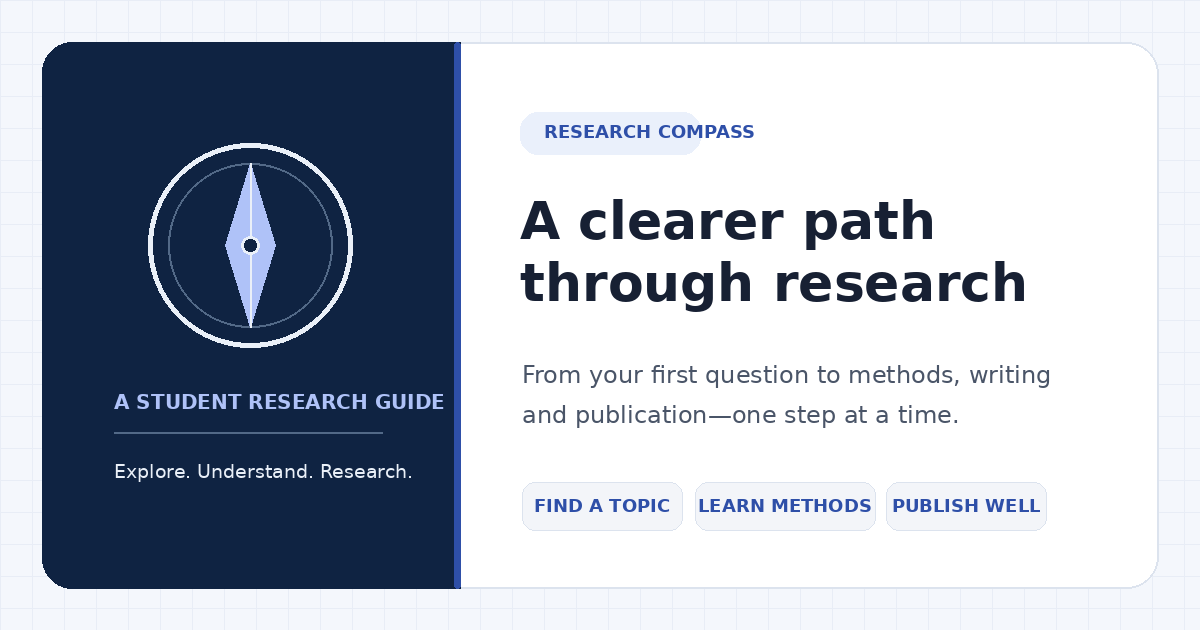 A STUDENT RESEARCH GUIDE
Explore. Understand. Research.
RESEARCH COMPASS
A clearer path
through research
From your first question to methods, writing
and publication—one step at a time.
FIND A TOPIC
LEARN METHODS
PUBLISH WELL